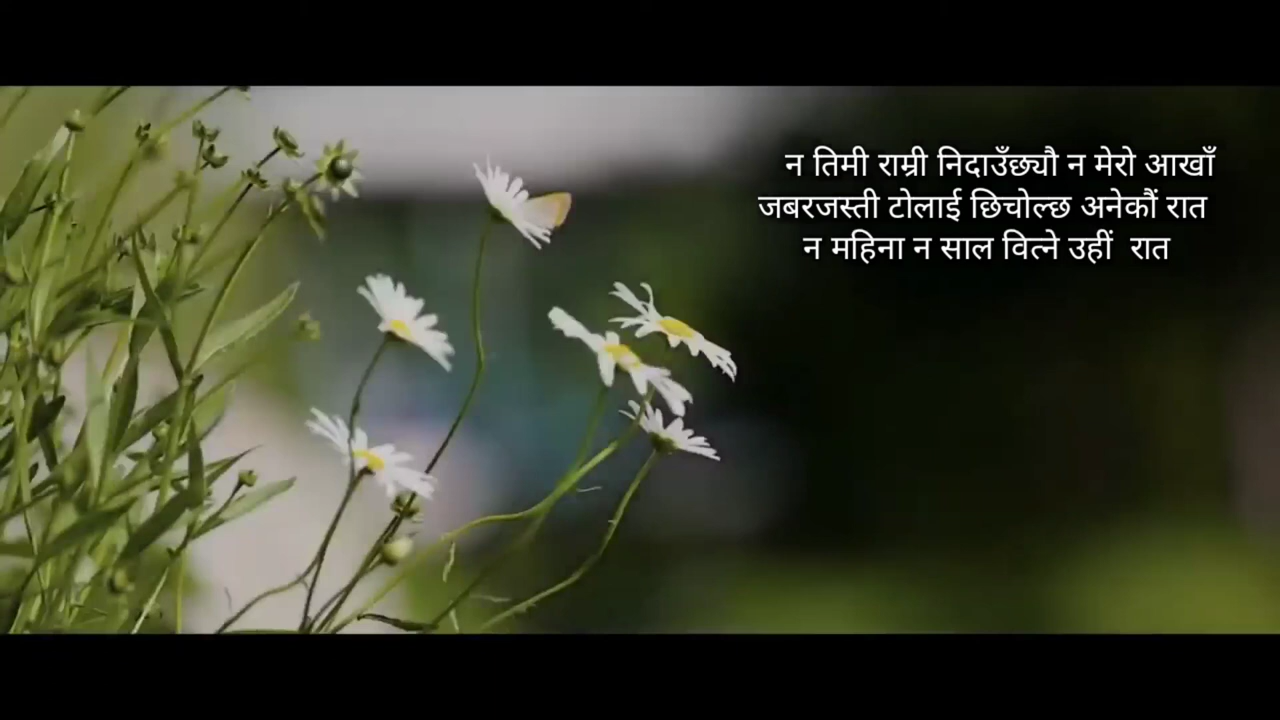 न तिमी राम्री निदाउँछ्यौ न मेरो आखाँ
जबरजस्ती टोलाई छिचोल्छ अनेकौं रात
न महिना न साल वित्ने उहीं रात